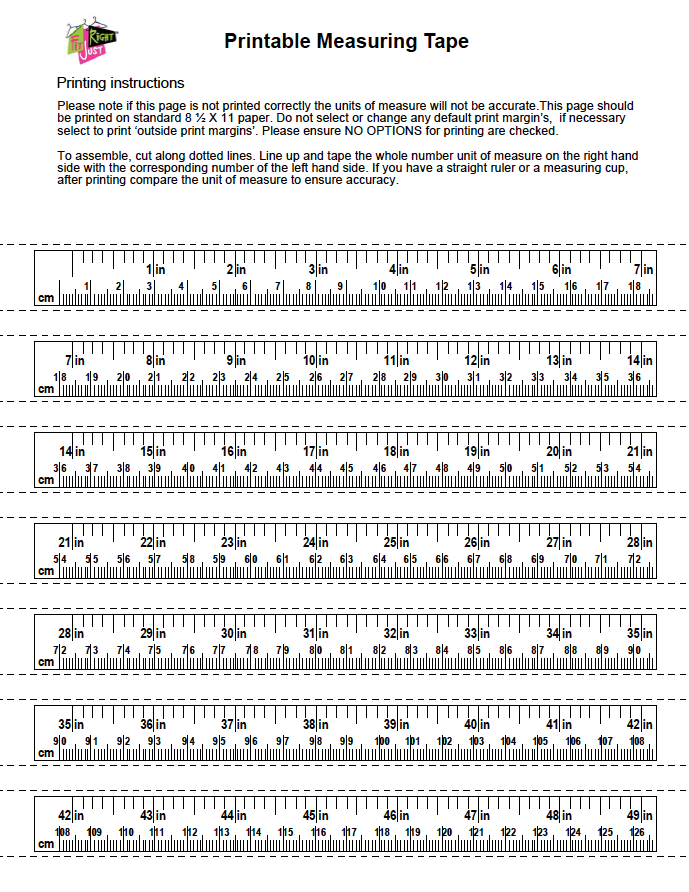 FIT
RIGHT
JUST
Printable Measuring Tape
Printing instructions
Please note if this page is not printed correctly the units of measure will not be accurate.This page should
be printed on standard 8 ½ X 11 paper. Do not select or change any default print margin's,  if necessary
select to print 'outside print margins'. Please ensure NO OPTIONS for printing are checked.
To assemble, cut along dotted lines. Line up and tape the whole number unit of measure on the right hand
side with the corresponding number of the left hand side. If you have a straight ruler or a measuring cup,
after printing compare the unit of measure to ensure accuracy.
1 in 2 in 3 in 4 in 5 in 6 in 7 in
1 2 3 4 5 6 7 8 9 10 11 12 13 14 15 16 17 18
cm
7 in 8 in 9 in 10 in 11 in 12 in 13 in 14 in
18 19 20 21 22 23 24 25 26 27 28 29 30 31 32 33 34 35 36
cm
14 in 15 in 16 in 17 in 18 in 19 in 20 in 21 in
36 37 38 39 40 41 42 43 44 45 46 47 48 49 50 51 52 53 54
cm
21 in 22 in 23 in 24 in 25 in 26 in 27 in 28 in
54 55 56 57 58 59 60 61 62 63 64 65 66 67 68 69 70 71 72
cm
28 in 29 in 30 in 31 in 32 in 33 in 34 in 35 in
72 73 74 75 76 77 78 79 80 81 82 83 84 85 86 87 88 89 90
cm
35 in 36 in 37 in 38 in 39 in 40 in 41 in 42 in
90 91 92 93 94 95 96 97 98 99 100 101 102 103 104 105 106 107 108
cm
42 in 43 in 44 in 45 in 46 in 47 in 48 in 49 in
108 109 110 111 112 113 114 115 116 117 118 119 120 121 122 123 124 125 126
cm